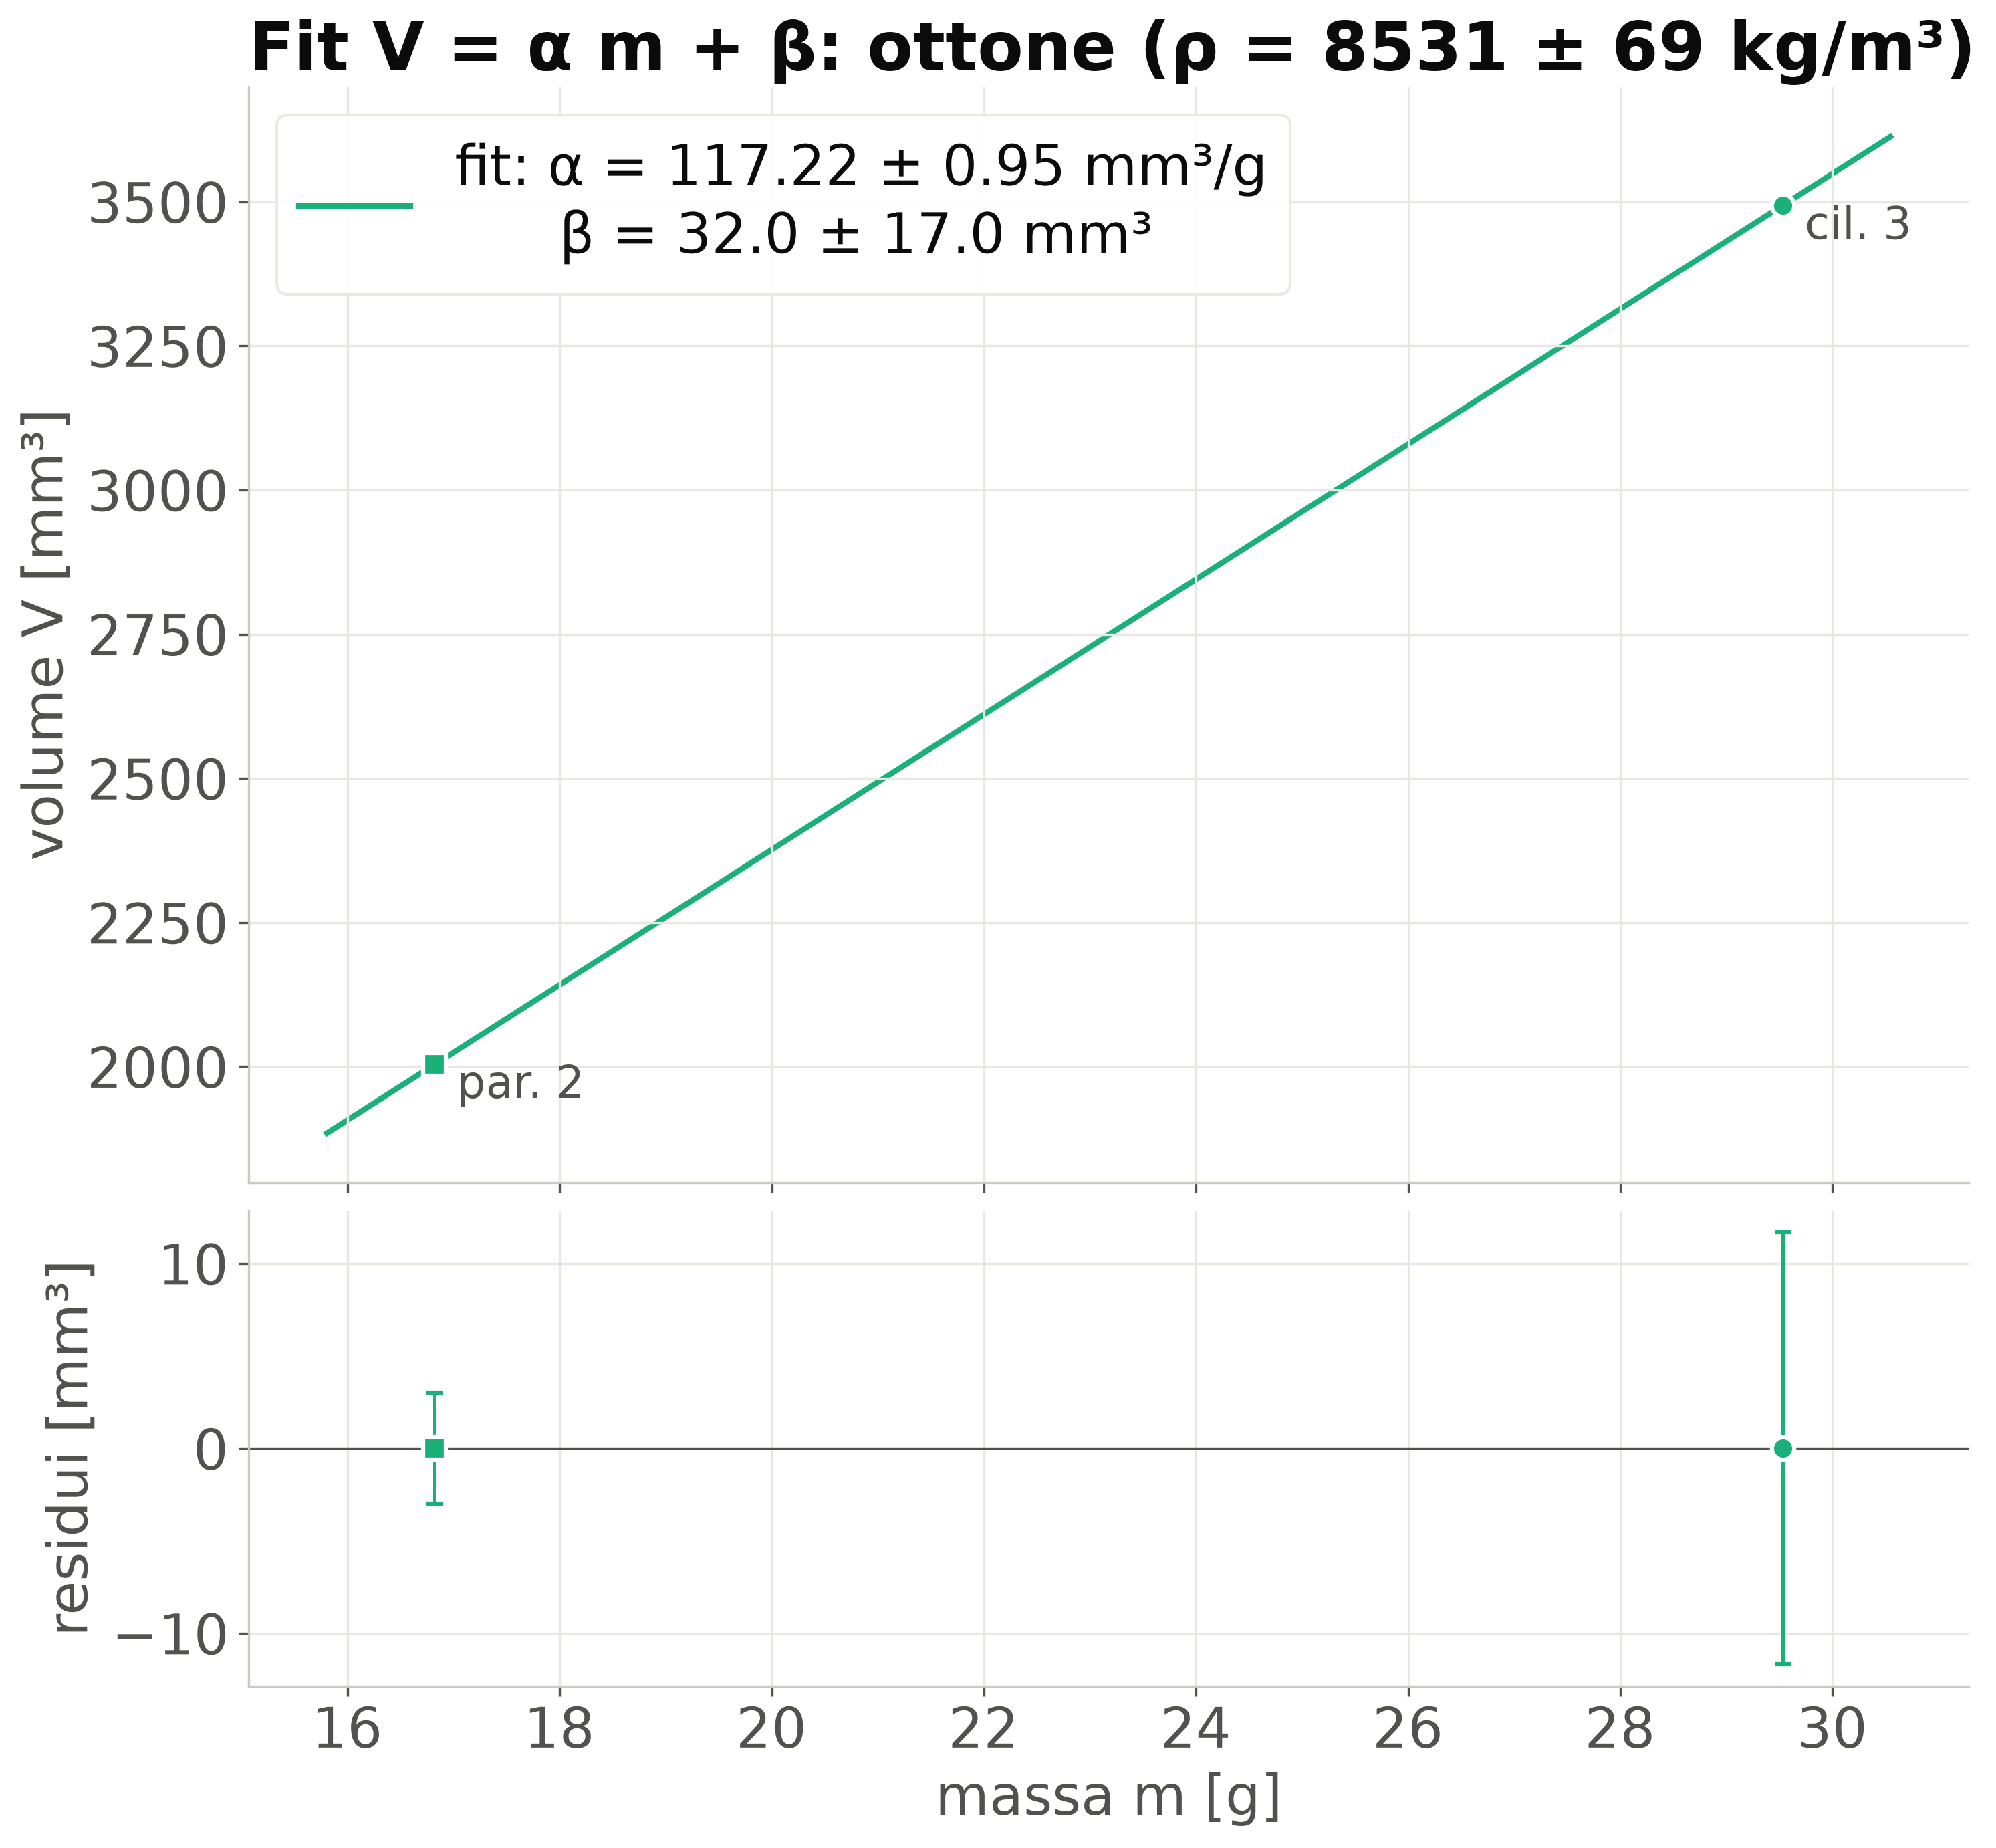 Fit V = α m + β: ottone (ρ = 8531 ± 69 kg/m³)
fit: α = 117.22 ± 0.95 mm³/g
β = 32.0 ± 17.0 mm³
volume V [mm³]
3500
3250
3000
2750
2500
2250
2000
cil. 3
par. 2
residui [mm³]
10
0
−10
16 18 20 22 24 26 28 30
massa m [g]